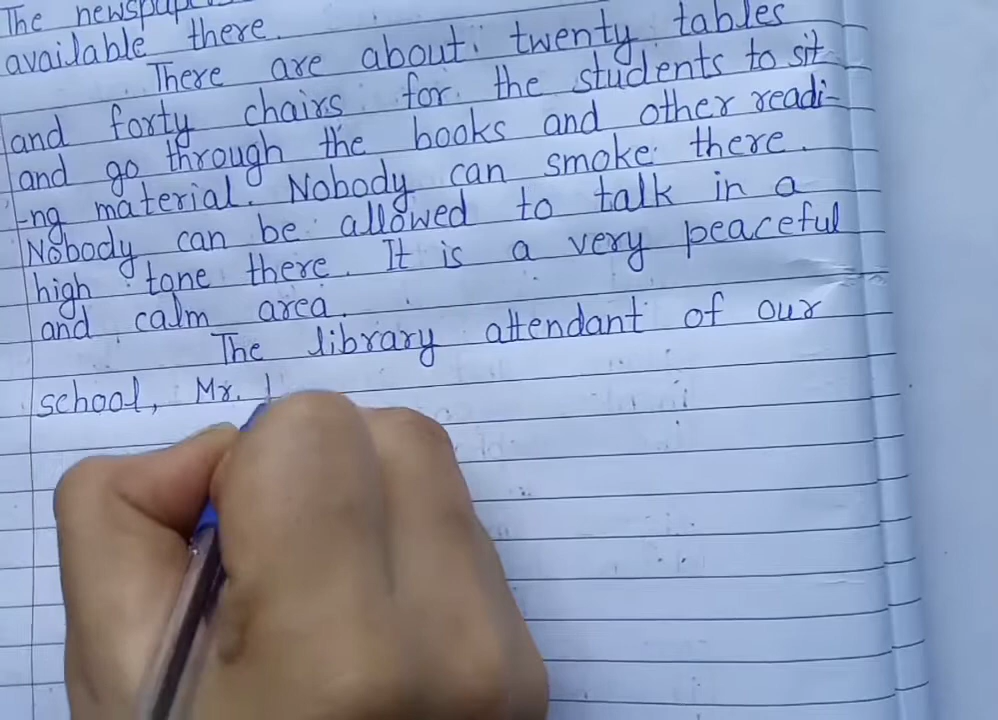 The newspap
available there.
There are about twenty tables
and forty chairs for the students to sit
and go through the books and other readi-
-ng material. Nobody can smoke there.
Nobody can be allowed to talk in a
high tone there. It is a very peaceful
and calm area.
The library attendant of our
school, Mr.